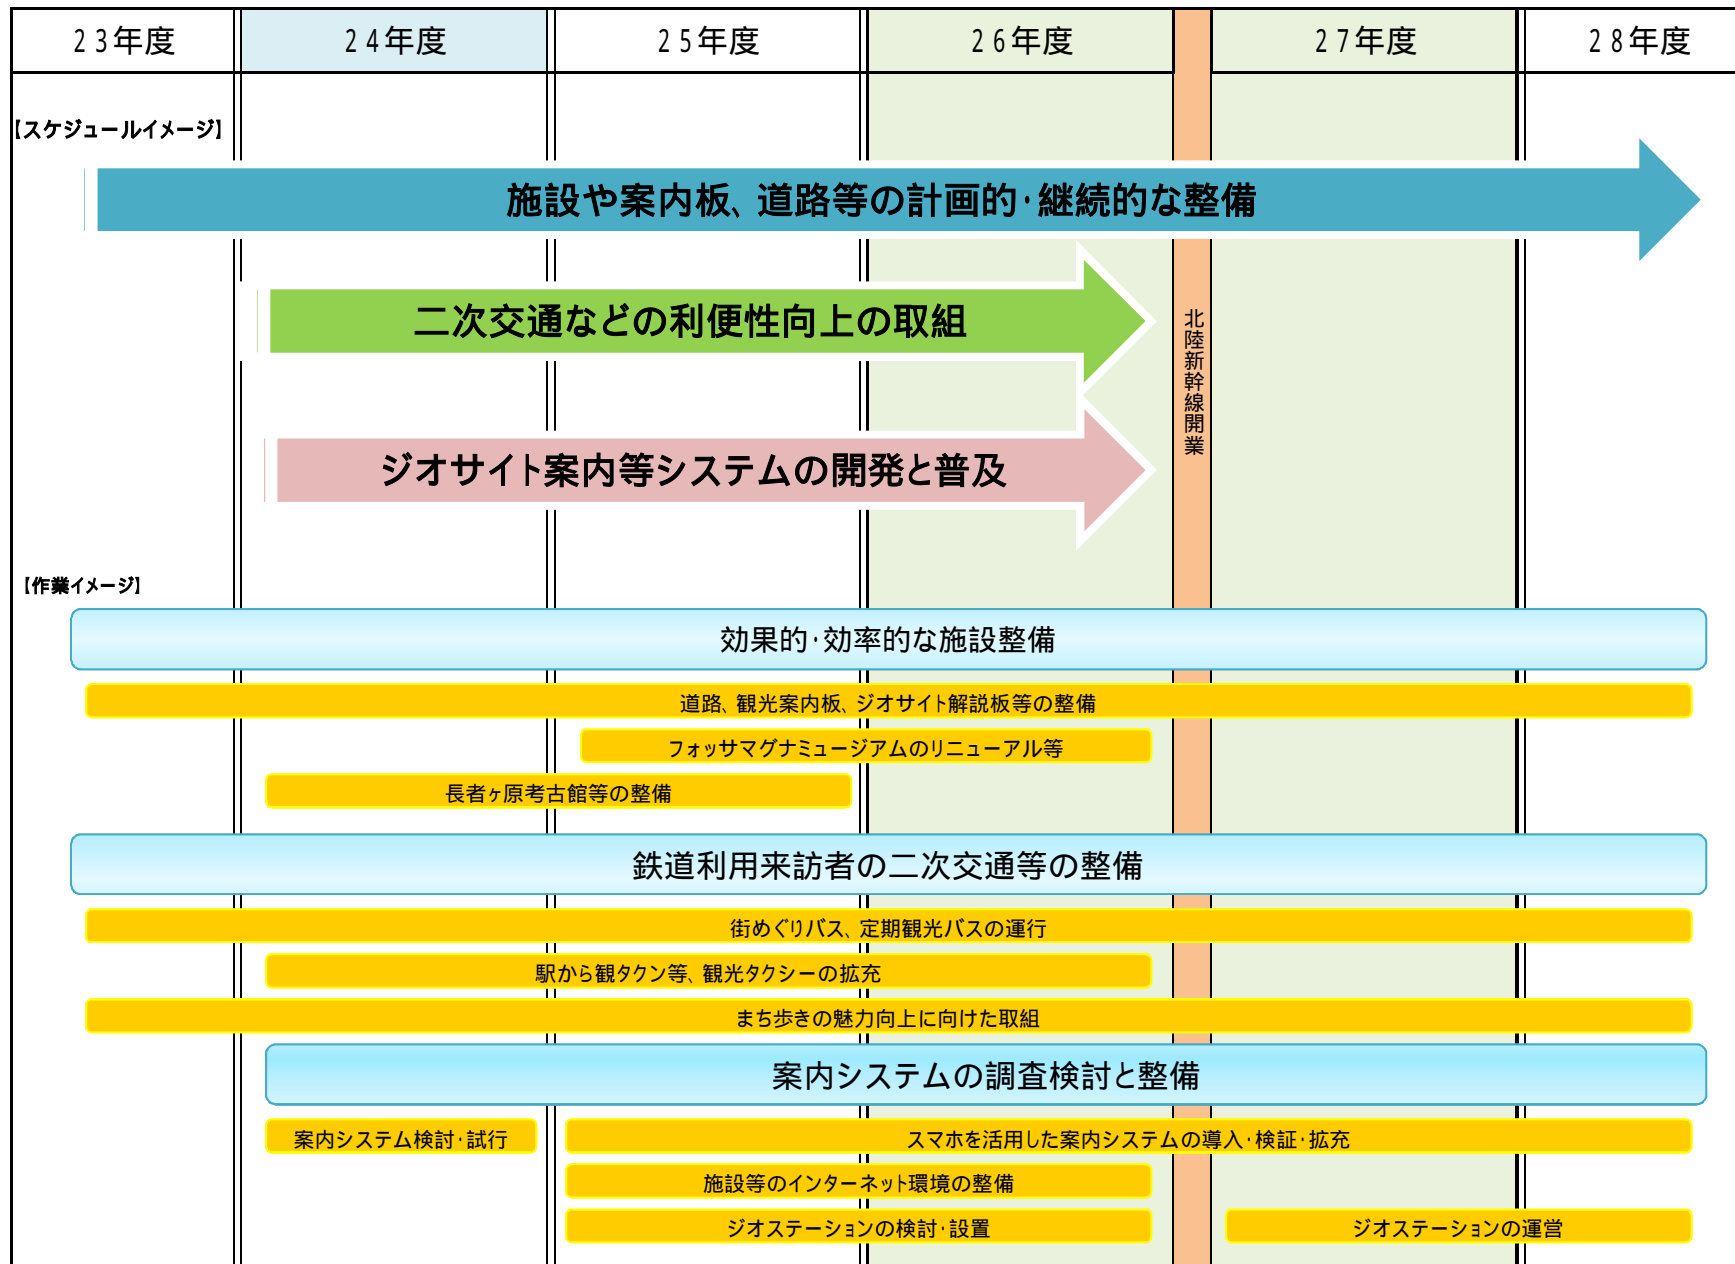 23年度
24年度
25年度
26年度
27年度
28年度
【スケジュールイメージ】
施設や案内板、道路等の計画的・継続的な整備
二次交通などの利便性向上の取組
北陸新幹線開業
ジオサイト案内等システムの開発と普及
【作業イメージ】
効果的・効率的な施設整備
道路、観光案内板、ジオサイト解説板等の整備
フォッサマグナミュージアムのリニューアル等
長者ヶ原考古館等の整備
鉄道利用来訪者の二次交通等の整備
街めぐりバス、定期観光バスの運行
駅から観タクン等、観光タクシーの拡充
まち歩きの魅力向上に向けた取組
案内システムの調査検討と整備
案内システム検討・試行
スマホを活用した案内システムの導入・検証・拡充
施設等のインターネット環境の整備
ジオステーションの検討・設置
ジオステーションの運営